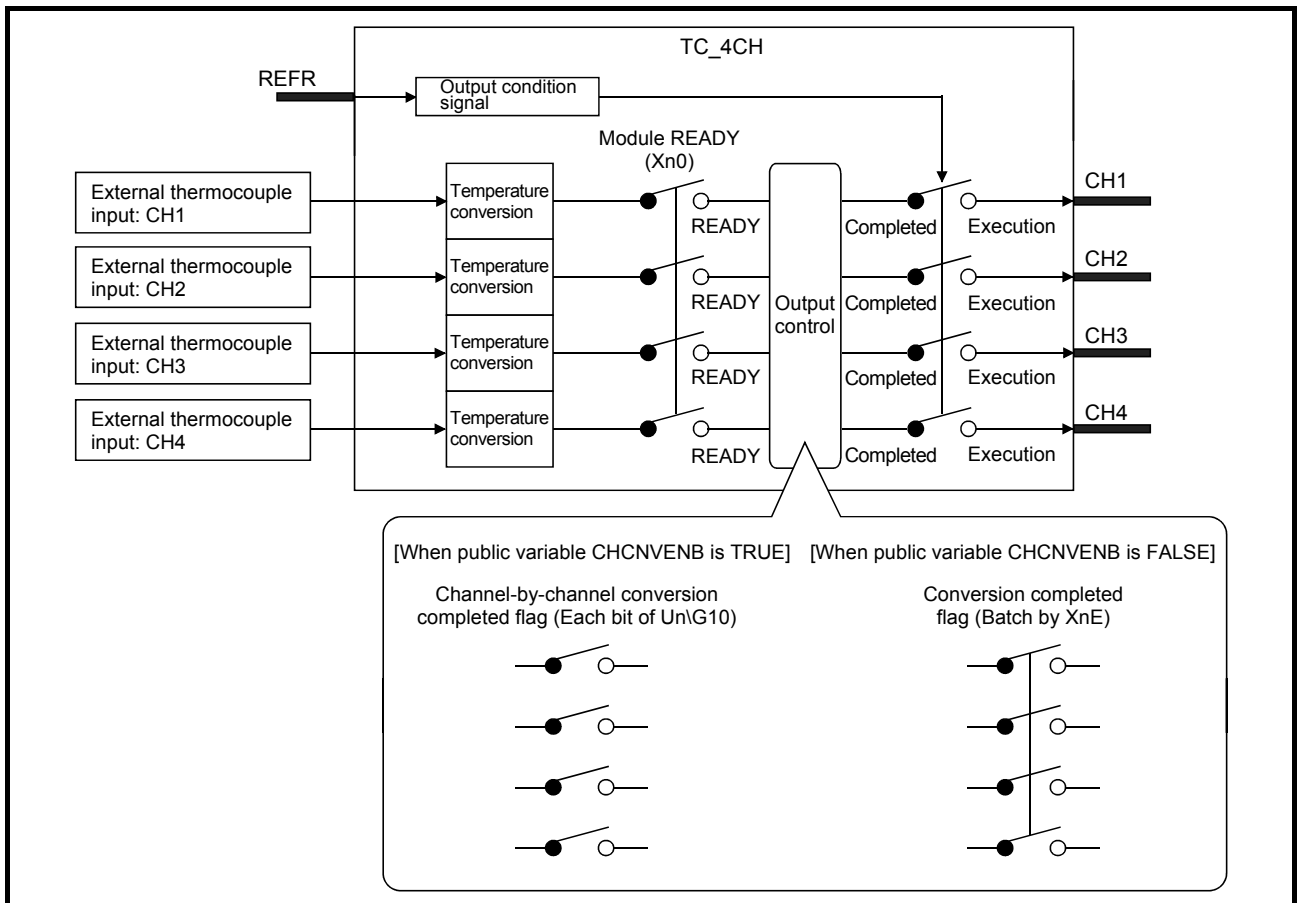 TC_4CH
REFR
Output condition
signal
Module READY
(Xn0)
External thermocouple
input: CH1
Temperature
conversion
READY
Completed
Execution
CH1
External thermocouple
input: CH2
Temperature
conversion
READY
Completed
Execution
CH2
Output
control
External thermocouple
input: CH3
Temperature
conversion
READY
Completed
Execution
CH3
External thermocouple
input: CH4
Temperature
conversion
READY
Completed
Execution
CH4
[When public variable CHCNVENB is TRUE]
Channel-by-channel conversion
completed flag (Each bit of Un\G10)
[When public variable CHCNVENB is FALSE]
Conversion completed
flag (Batch by XnE)